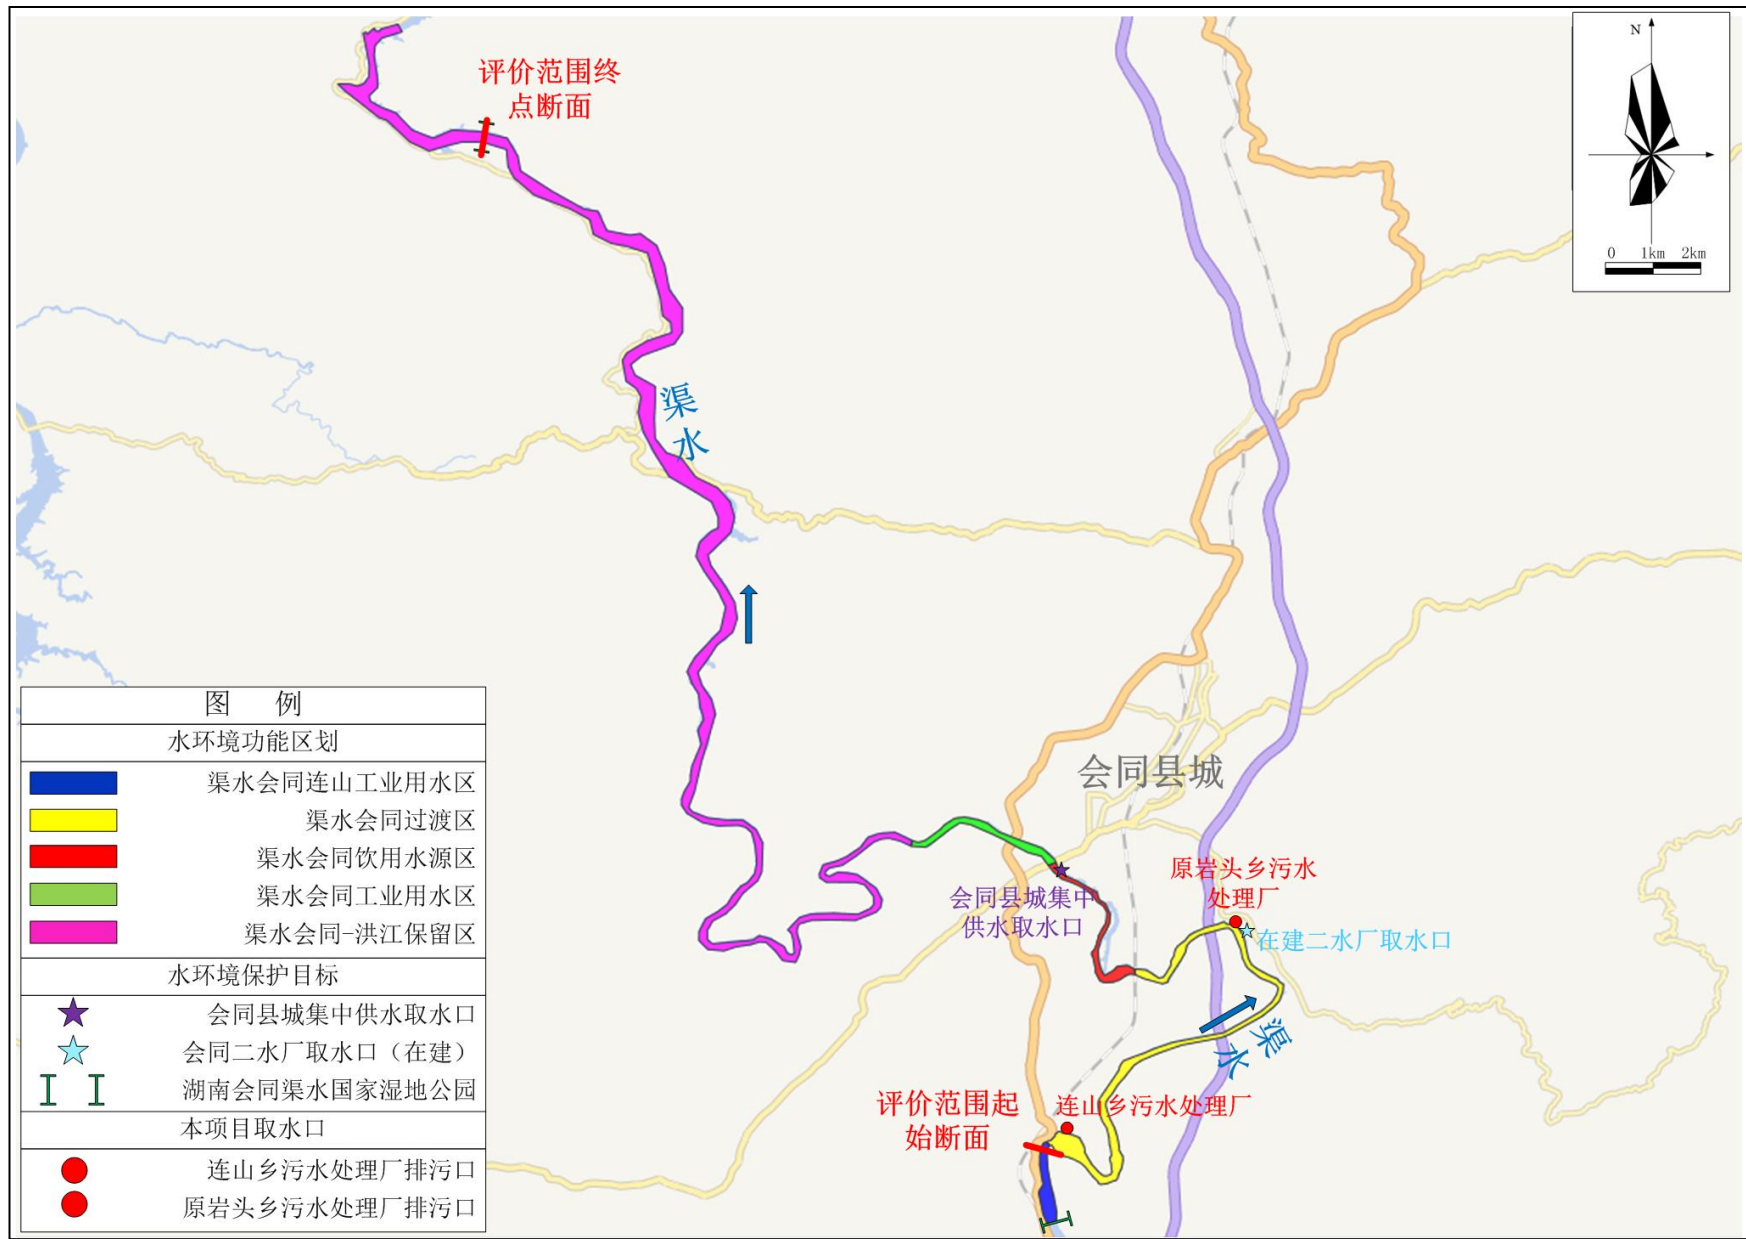 评价范围终
点断面
N
0 1km 2km
渠
水
会同县城
原岩头乡污水
处理厂
会同县城集中
供水取水口
在建二水厂取水口
渠
水
评价范围起
始断面
连山乡污水处理厂
图 例
水环境功能区划
渠水会同连山工业用水区
渠水会同过渡区
渠水会同饮用水源区
渠水会同工业用水区
渠水会同-洪江保留区
水环境保护目标
会同县城集中供水取水口
会同二水厂取水口（在建）
湖南会同渠水国家湿地公园
本项目取水口
连山乡污水处理厂排污口
原岩头乡污水处理厂排污口